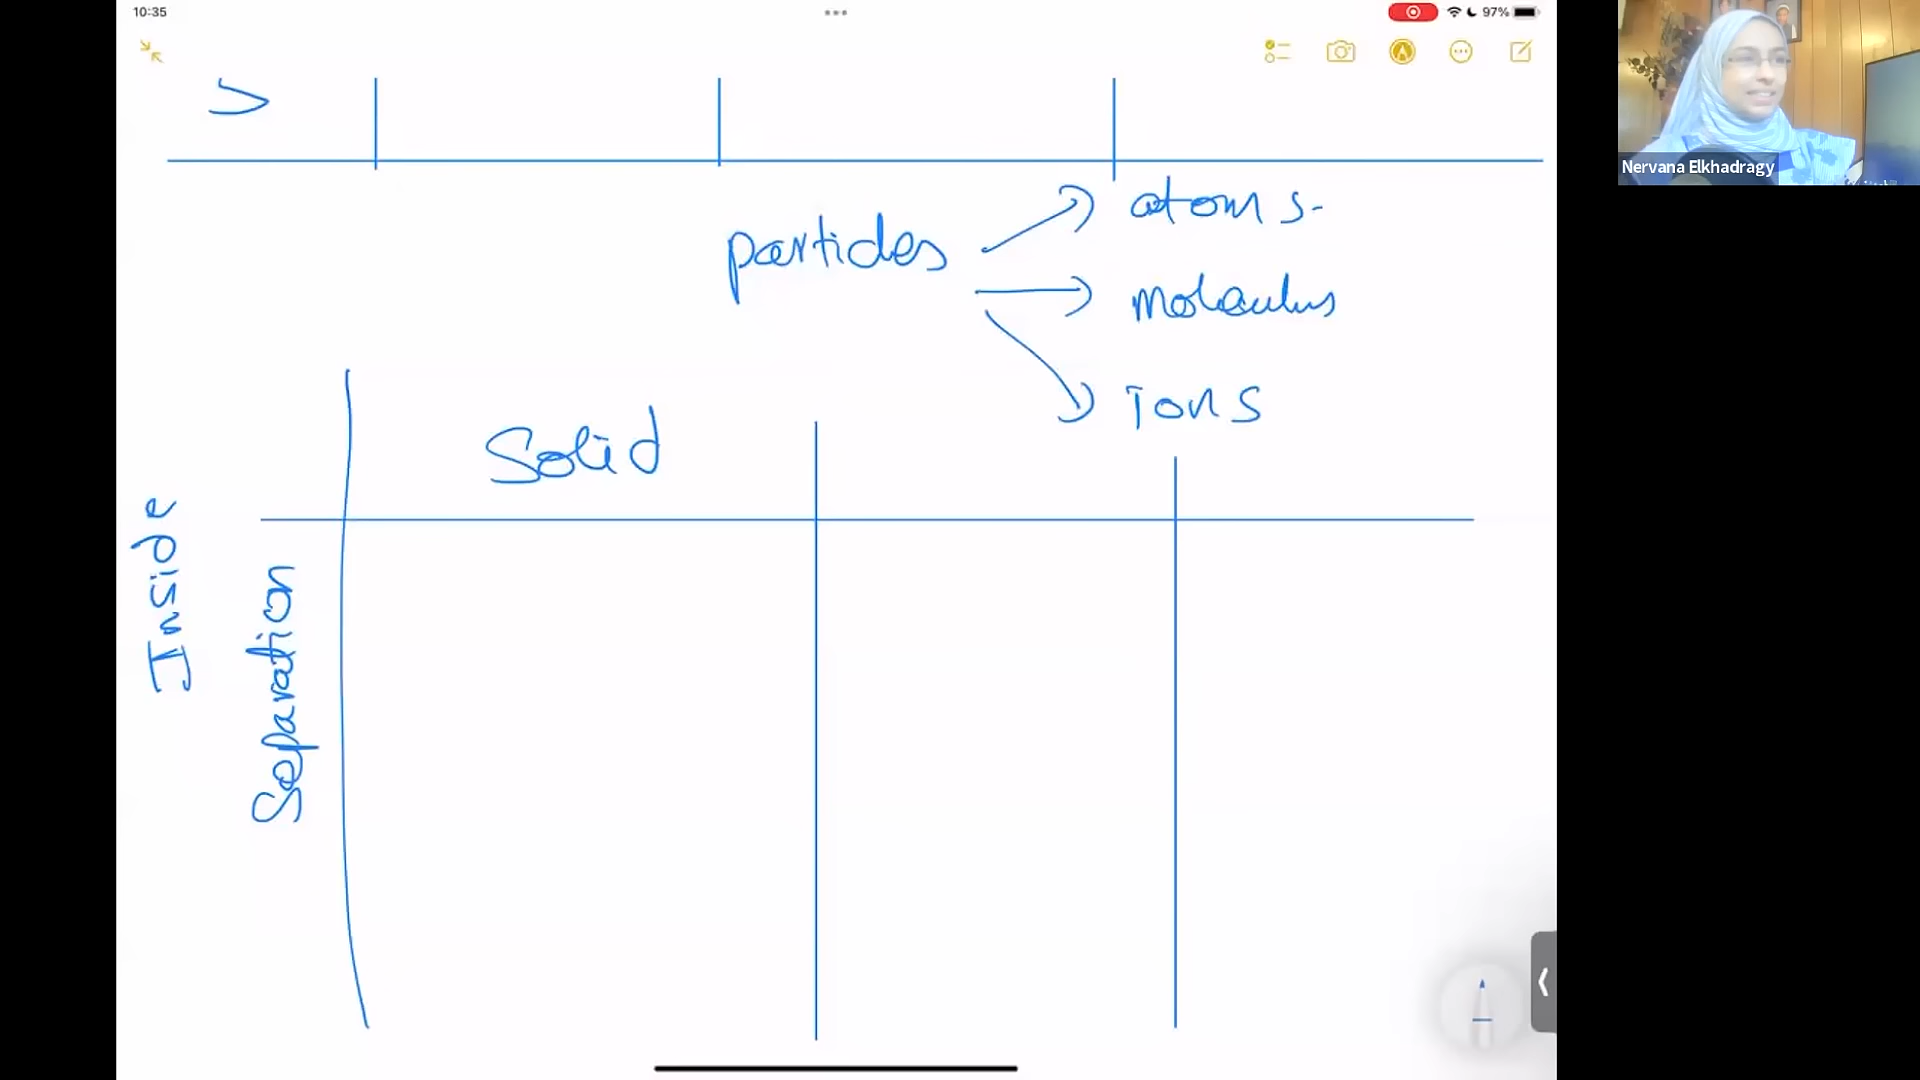 10:35
97%
Nervana Elkhadragy
particles
atoms
molecules
Ions
Solid
Inside
Separation